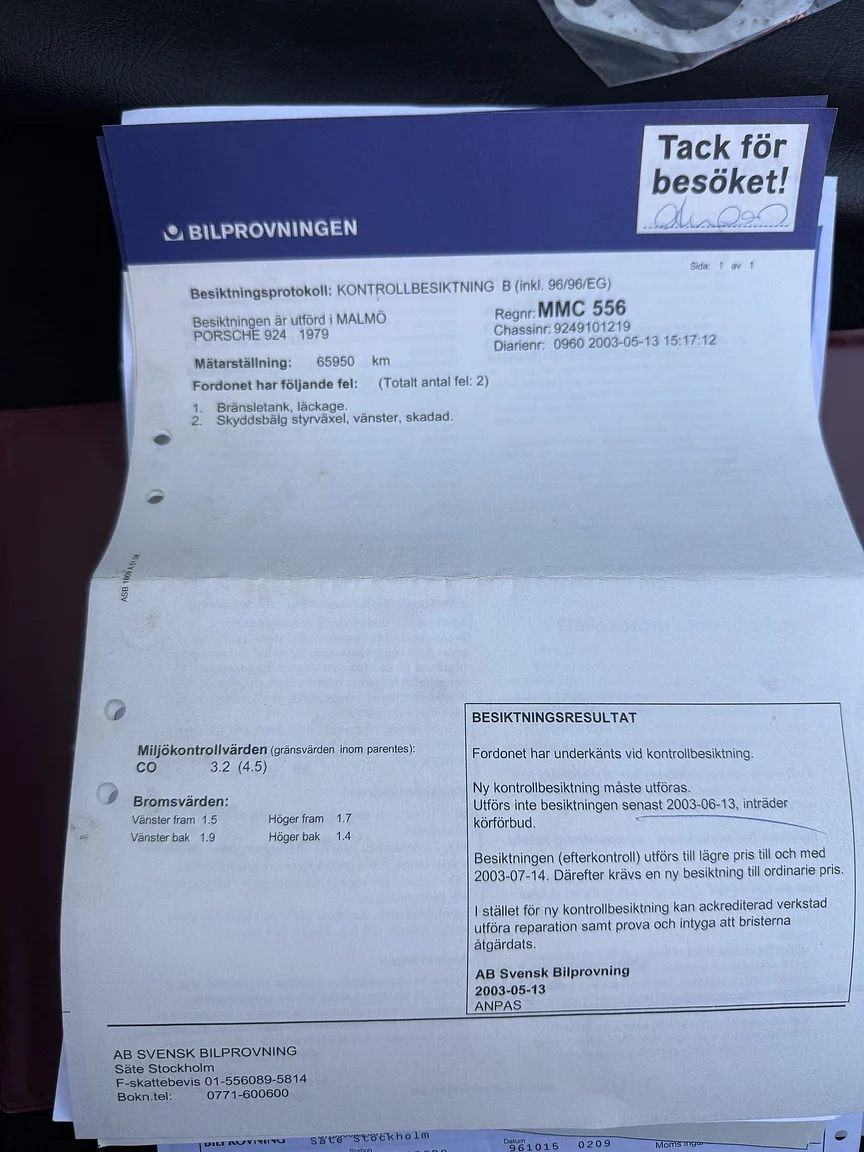 Tack för
besöket!
BILPROVNINGEN
Sida: 1 av 1
Besiktningsprotokoll: KONTROLLBESIKTNING B (inkl. 96/96/EG)
Besiktningen är utförd i MALMÖ
PORSCHE 924 1979
Regnr: MMC 556
Chassinr: 9249101219
Diarienr: 0960 2003-05-13 15:17:12
Mätarställning: 65950 km
Fordonet har följande fel: (Totalt antal fel: 2)
1. Bränsletank, läckage.
2. Skyddsbälg styrväxel, vänster, skadad.
Miljökontrollvärden (gränsvärden inom parentes):
CO 3.2 (4.5)
Bromsvärden:
Vänster fram 1.5 Höger fram 1.7
Vänster bak 1.9 Höger bak 1.4
BESIKTNINGSRESULTAT
Fordonet har underkänts vid kontrollbesiktning.
Ny kontrollbesiktning måste utföras.
Utförs inte besiktningen senast 2003-06-13, inträder
körförbud.
Besiktningen (efterkontroll) utförs till lägre pris till och med
2003-07-14. Därefter krävs en ny besiktning till ordinarie pris.
I stället för ny kontrollbesiktning kan ackrediterad verkstad
utföra reparation samt prova och intyga att bristerna
åtgärdats.
AB Svensk Bilprovning
2003-05-13
ANPAS
AB SVENSK BILPROVNING
Säte Stockholm
F-skattebevis 01-556089-5814
Bokn.tel: 0771-600600
BILPROVNING Säte Stockholm
Datum
961015 0209
Station
Moms